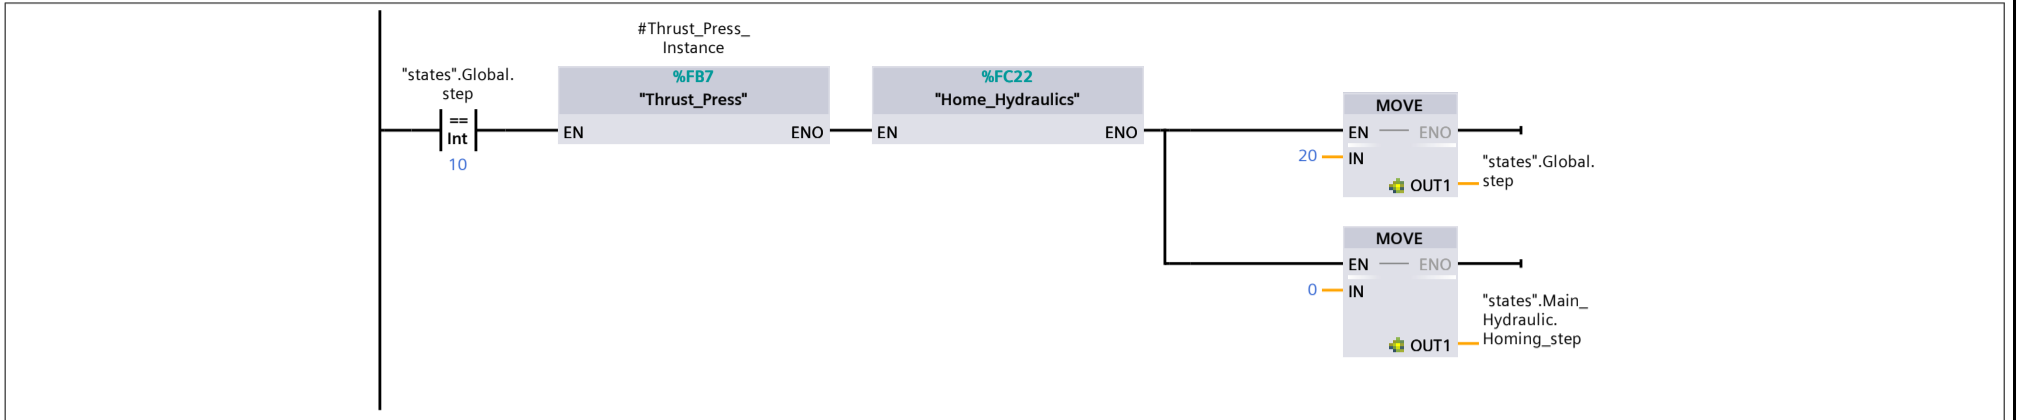 #Thrust_Press_
Instance
"states".Global.
step
==
Int
10
%FB7
"Thrust_Press"
EN
ENO
%FC22
"Home_Hydraulics"
EN
ENO
MOVE
EN
ENO
20
IN
OUT1
"states".Global.
step
MOVE
EN
ENO
0
IN
OUT1
"states".Main_
Hydraulic.
Homing_step